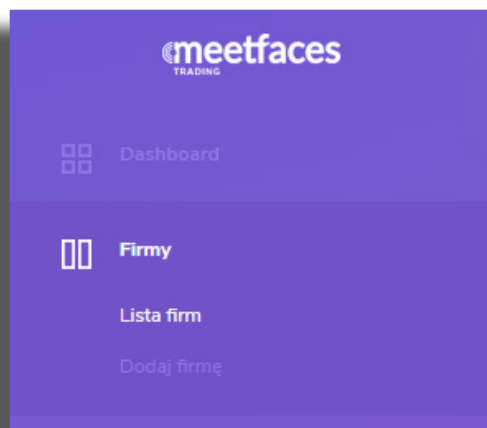 meetfaces
TRADING
Dashboard
Firmy
Lista firm
Dodaj firmę